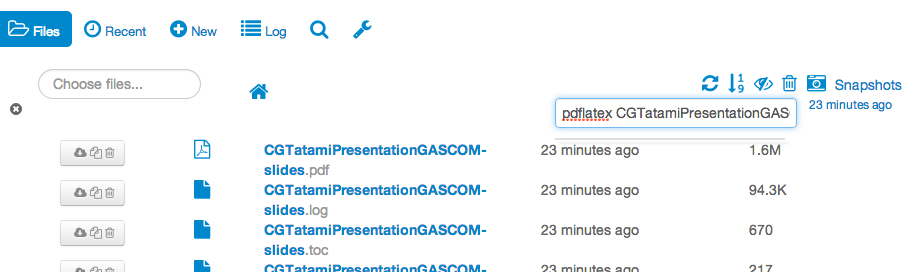 Files Recent New Log
Choose files... Snapshots
23 minutes ago
pdflatex CGTatamiPresentationGAS
CGTatamiPresentationGASCOM- 23 minutes ago 1.6M
slides.pdf
CGTatamiPresentationGASCOM- 23 minutes ago 94.3K
slides.log
CGTatamiPresentationGASCOM- 23 minutes ago 670
slides.toc
CGTatamiPresentationGASCOM- 23 minutes ago 217